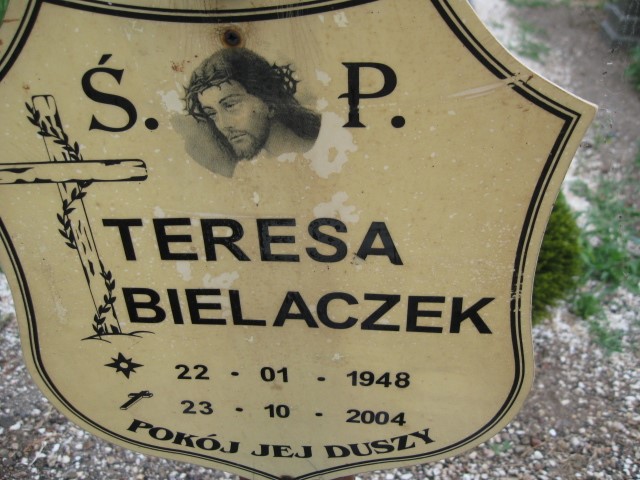 Ś. P.
TERESA
BIELACZEK
22 · 01 · 1948
23 · 10 · 2004
POKÓJ JEJ DUSZY